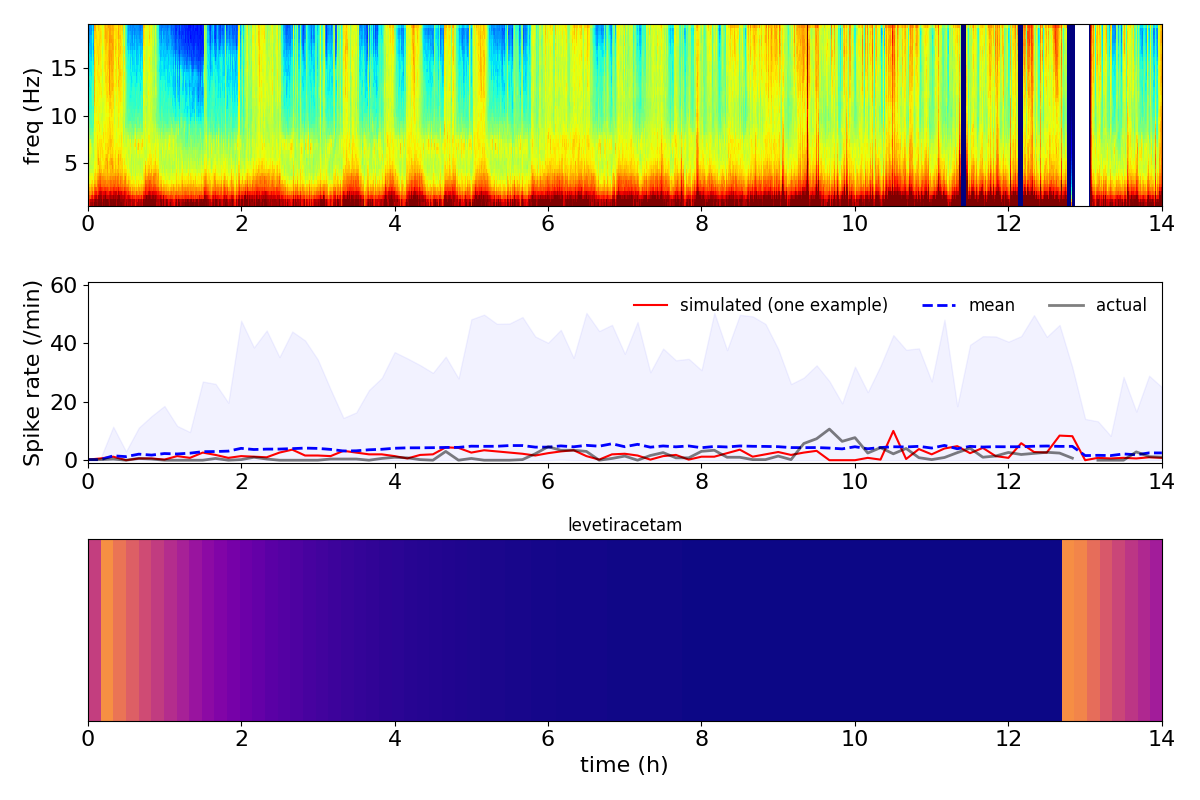 freq (Hz)
15
10
5
0 2 4 6 8 10 12 14
Spike rate (/min)
60
40
20
0
simulated (one example) mean actual
0 2 4 6 8 10 12 14
levetiracetam
0 2 4 6 8 10 12 14
time (h)